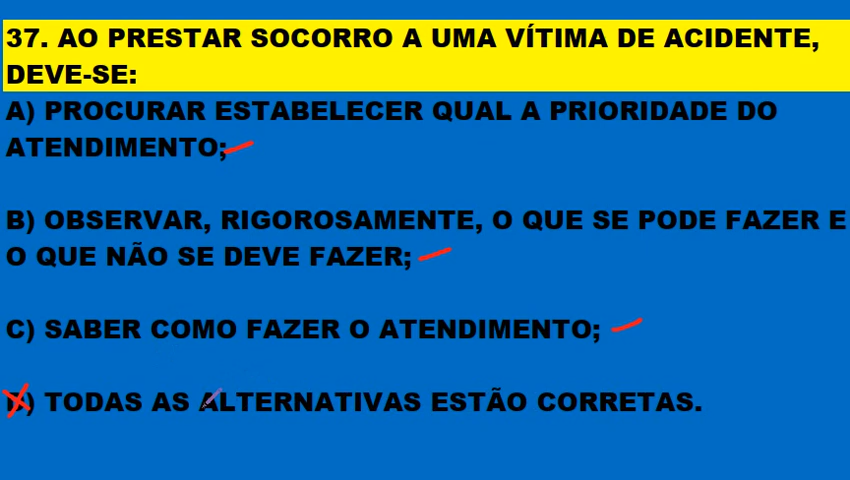 37. AO PRESTAR SOCORRO A UMA VÍTIMA DE ACIDENTE,
DEVE-SE:
A) PROCURAR ESTABELECER QUAL A PRIORIDADE DO
ATENDIMENTO;
B) OBSERVAR, RIGOROSAMENTE, O QUE SE PODE FAZER E
O QUE NÃO SE DEVE FAZER;
C) SABER COMO FAZER O ATENDIMENTO;
D) TODAS AS ALTERNATIVAS ESTÃO CORRETAS.